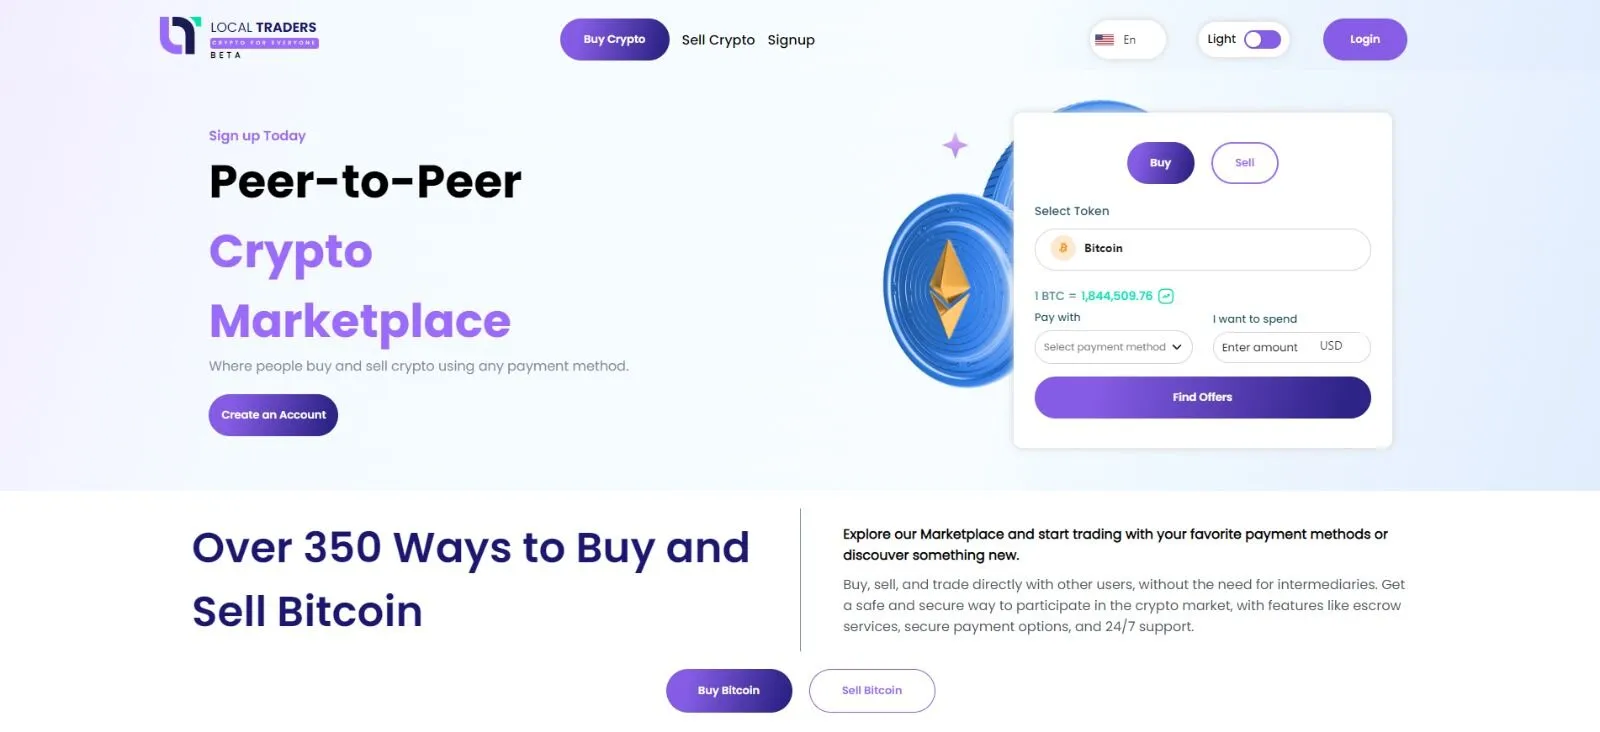 LOCAL TRADERS
CRYPTO FOR EVERYONE
BETA
Buy Crypto
Sell Crypto
Signup
En
Light
Login
Sign up Today
Peer-to-Peer
Crypto
Marketplace
Where people buy and sell crypto using any payment method.
Create an Account
Buy
Sell
Select Token
Bitcoin
1 BTC = 1,844,509.76
Pay with
Select payment method
I want to spend
Enter amount USD
Find Offers
Over 350 Ways to Buy and
Sell Bitcoin
Explore our Marketplace and start trading with your favorite payment methods or
discouver something new.
Buy, sell, and trade directly with other users, without the need for intermediaries. Get
a safe and secure way to participate in the crypto market, with features like escrow
services, secure payment options, and 24/7 support.
Buy Bitcoin
Sell Bitcoin